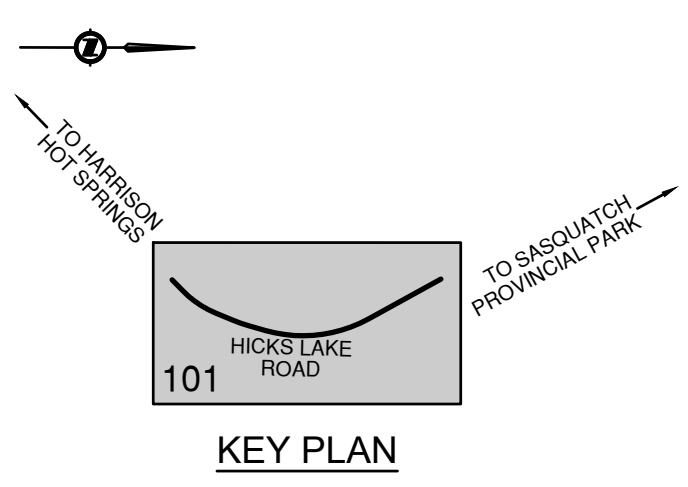 N
TO HARRISON
HOT SPRINGS
TO SASQUATCH
PROVINCIAL PARK
HICKS LAKE
ROAD
101
KEY PLAN